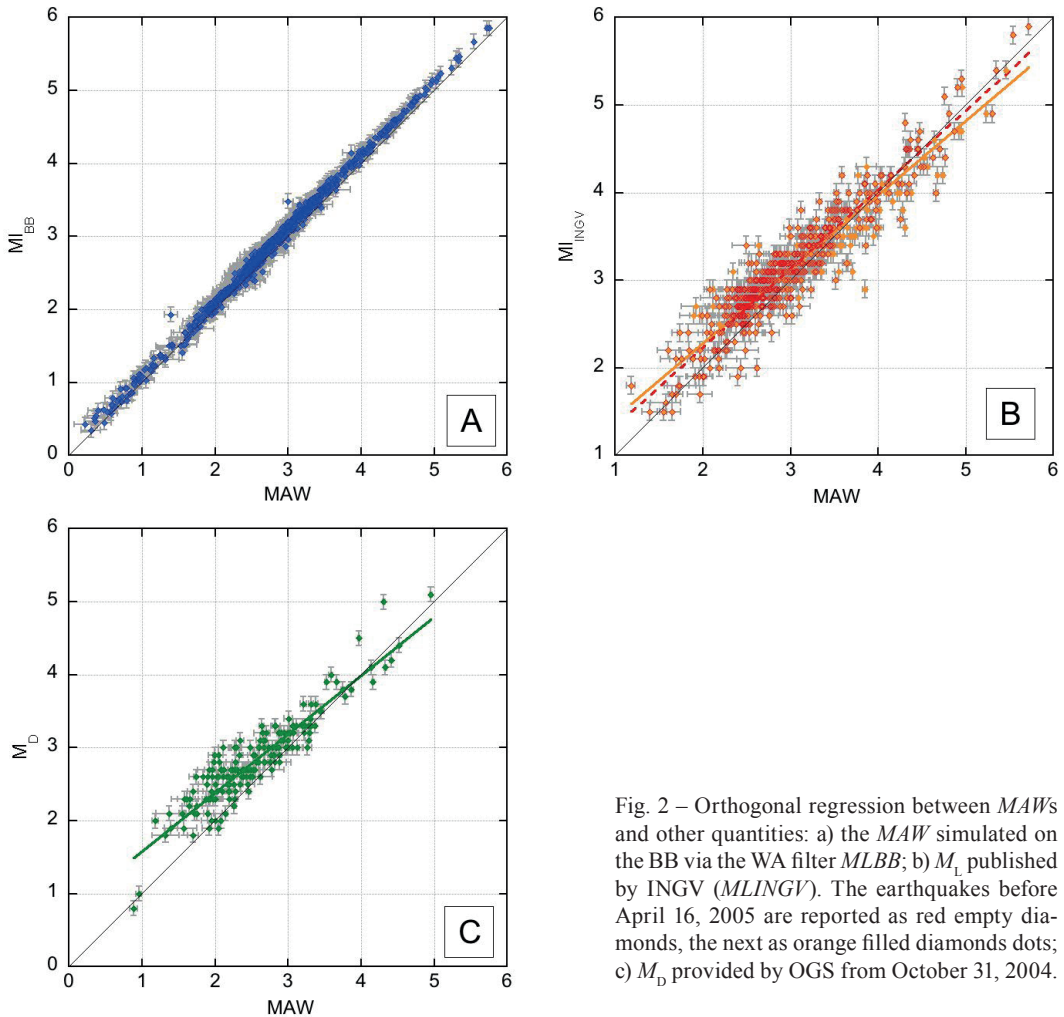 6
5
4
3
2
1
0
Ml BB
0 1 2 3 4 5 6
MAW
A
6
5
4
3
2
1
Ml INGV
1 2 3 4 5 6
MAW
B
6
5
4
3
2
1
0
M D
0 1 2 3 4 5 6
MAW
C
Fig. 2 – Orthogonal regression between MAWs
and other quantities: a) the MAW simulated on
the BB via the WA filter MLBB; b) M L published
by INGV (MLINGV). The earthquakes before
April 16, 2005 are reported as red empty dia-
monds, the next as orange filled diamonds dots;
c) M D provided by OGS from October 31, 2004.